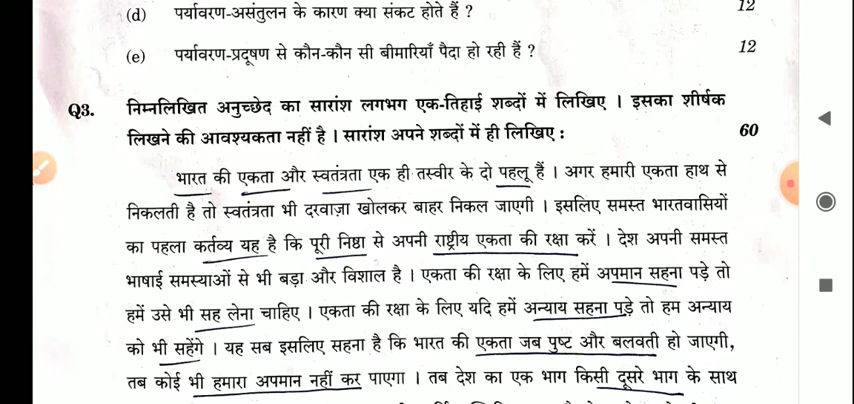 (d) पर्यावरण-असंतुलन के कारण क्या संकट होते हैं ? 12
(e) पर्यावरण-प्रदूषण से कौन-कौन सी बीमारियाँ पैदा हो रही हैं ? 12
Q3. निम्नलिखित अनुच्छेद का सारांश लगभग एक-तिहाई शब्दों में लिखिए । इसका शीर्षक
लिखने की आवश्यकता नहीं है । सारांश अपने शब्दों में ही लिखिए : 60
भारत की एकता और स्वतंत्रता एक ही तस्वीर के दो पहलू हैं । अगर हमारी एकता हाथ से
निकलती है तो स्वतंत्रता भी दरवाज़ा खोलकर बाहर निकल जाएगी । इसलिए समस्त भारतवासियों
का पहला कर्तव्य यह है कि पूरी निष्ठा से अपनी राष्ट्रीय एकता की रक्षा करें । देश अपनी समस्त
भाषाई समस्याओं से भी बड़ा और विशाल है । एकता की रक्षा के लिए हमें अपमान सहना पड़े तो
हमें उसे भी सह लेना चाहिए । एकता की रक्षा के लिए यदि हमें अन्याय सहना पड़े तो हम अन्याय
को भी सहेंगे । यह सब इसलिए सहना है कि भारत की एकता जब पुष्ट और बलवती हो जाएगी,
तब कोई भी हमारा अपमान नहीं कर पाएगा । तब देश का एक भाग किसी दूसरे भाग के साथ